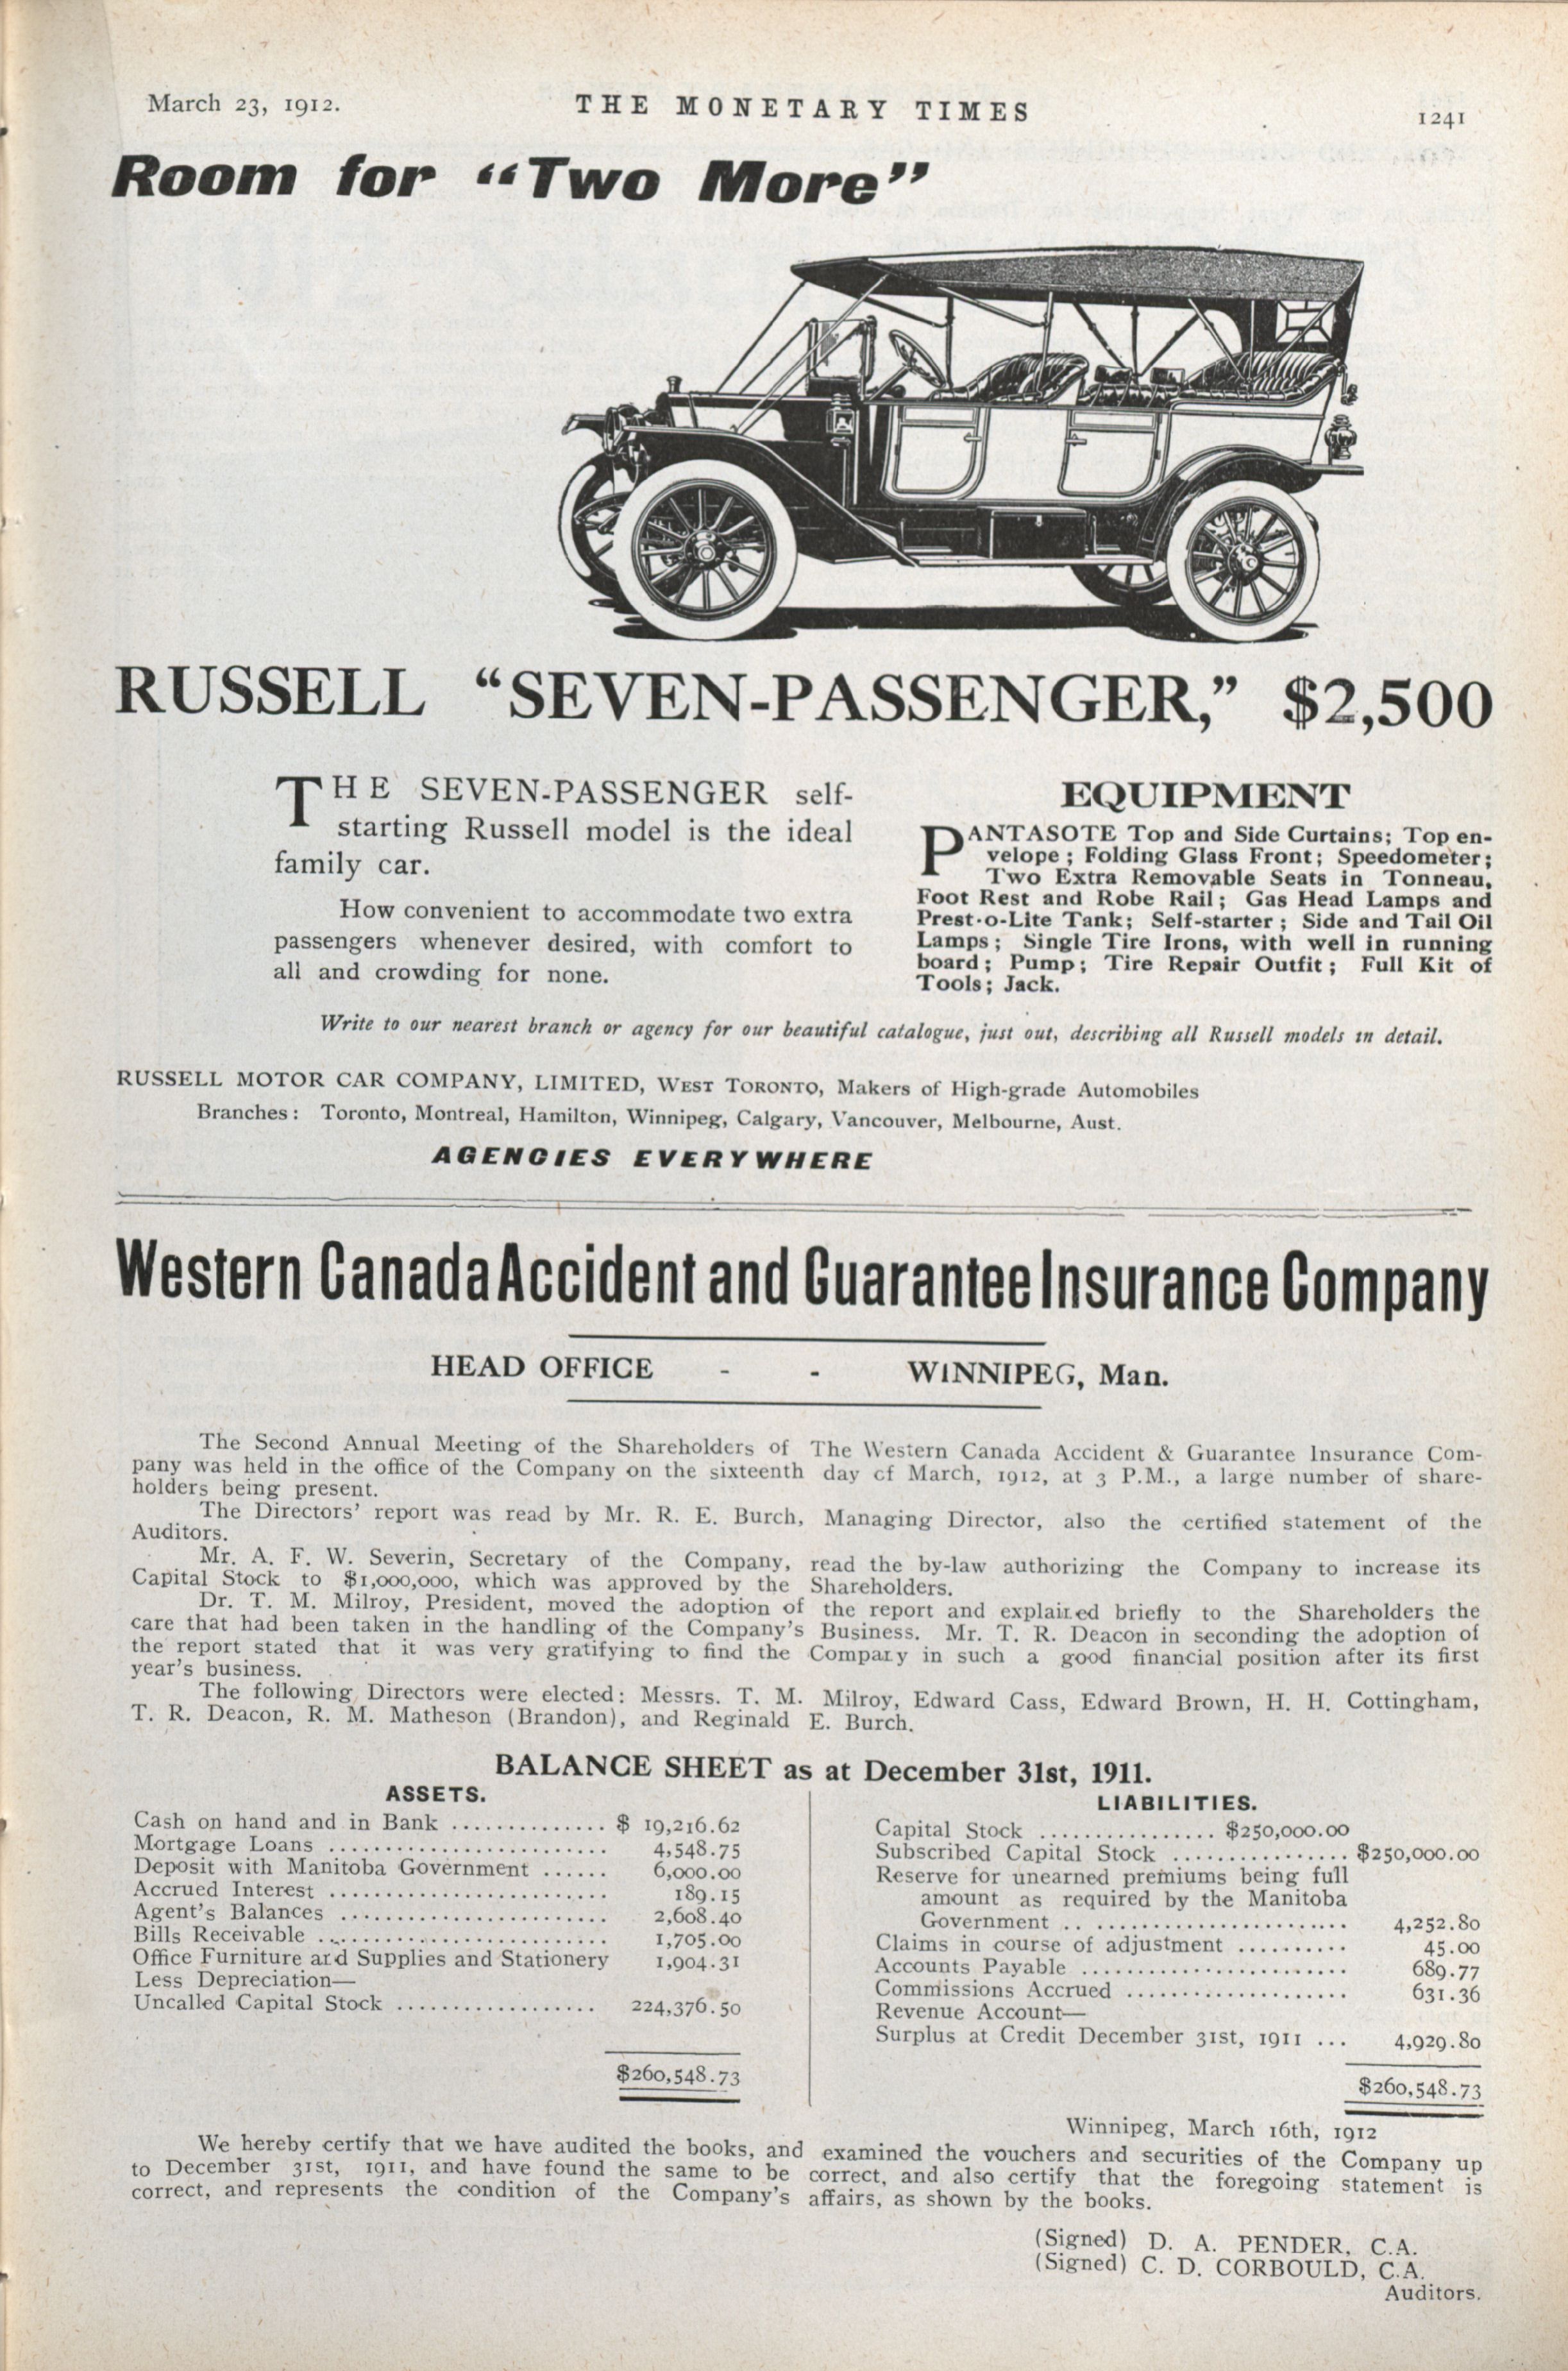 March 23, 1912.
THE MONETARY TIMES
1241
Room for "Two More"
RUSSELL "SEVEN-PASSENGER," $2,500
THE SEVEN-PASSENGER self-
starting Russell model is the ideal
family car.
How convenient to accommodate two extra
passengers whenever desired, with comfort to
all and crowding for none.
EQUIPMENT
PANTASOTE Top and Side Curtains; Top en-
velope; Folding Glass Front; Speedometer;
Two Extra Removable Seats in Tonneau,
Foot Rest and Robe Rail; Gas Head Lamps and
Prest-o-Lite Tank; Self-starter; Side and Tail Oil
Lamps; Single Tire Irons, with well in running
board; Pump; Tire Repair Outfit; Full Kit of
Tools; Jack.
Write to our nearest branch or agency for our beautiful catalogue, just out, describing all Russell models in detail.
RUSSELL MOTOR CAR COMPANY, LIMITED, WEST TORONTO, Makers of High-grade Automobiles
Branches: Toronto, Montreal, Hamilton, Winnipeg, Calgary, Vancouver, Melbourne, Aust.
AGENCIES EVERYWHERE
Western Canada Accident and Guarantee Insurance Company
HEAD OFFICE - - WINNIPEG, Man.
The Second Annual Meeting of the Shareholders of The Western Canada Accident & Guarantee Insurance Com-
pany was held in the office of the Company on the sixteenth day of March, 1912, at 3 P.M., a large number of share-
holders being present.
The Directors' report was read by Mr. R. E. Burch, Managing Director, also the certified statement of the
Auditors.
Mr. A. F. W. Severin, Secretary of the Company, read the by-law authorizing the Company to increase its
Capital Stock to $1,000,000, which was approved by the Shareholders.
Dr. T. M. Milroy, President, moved the adoption of the report and explained briefly to the Shareholders the
care that had been taken in the handling of the Company's Business. Mr. T. R. Deacon in seconding the adoption of
the report stated that it was very gratifying to find the Company in such a good financial position after its first
year's business.
The following Directors were elected: Messrs. T. M. Milroy, Edward Cass, Edward Brown, H. H. Cottingham,
T. R. Deacon, R. M. Matheson (Brandon), and Reginald E. Burch.
BALANCE SHEET as at December 31st, 1911.
ASSETS.
Cash on hand and in Bank .............. $ 19,216.62
Mortgage Loans ......................... 4,548.75
Deposit with Manitoba Government ...... 6,000.00
Accrued Interest ......................... 189.15
Agent's Balances ........................ 2,608.40
Bills Receivable .......................... 1,705.00
Office Furniture and Supplies and Stationery 1,904.31
Less Depreciation—
Uncalled Capital Stock .................. 224,376.50
$260,548.73
LIABILITIES.
Capital Stock ................ $250,000.00
Subscribed Capital Stock ................ $250,000.00
Reserve for unearned premiums being full
amount as required by the Manitoba
Government .. ....................... 4,252.80
Claims in course of adjustment .......... 45.00
Accounts Payable ........................ 689.77
Commissions Accrued .................... 631.36
Revenue Account—
Surplus at Credit December 31st, 1911 ... 4,929.80
$260,548.73
Winnipeg, March 16th, 1912
We hereby certify that we have audited the books, and examined the vouchers and securities of the Company up
to December 31st, 1911, and have found the same to be correct, and also certify that the foregoing statement is
correct, and represents the condition of the Company's affairs, as shown by the books.
(Signed) D. A. PENDER, C.A.
(Signed) C. D. CORBOULD, C.A.
Auditors.